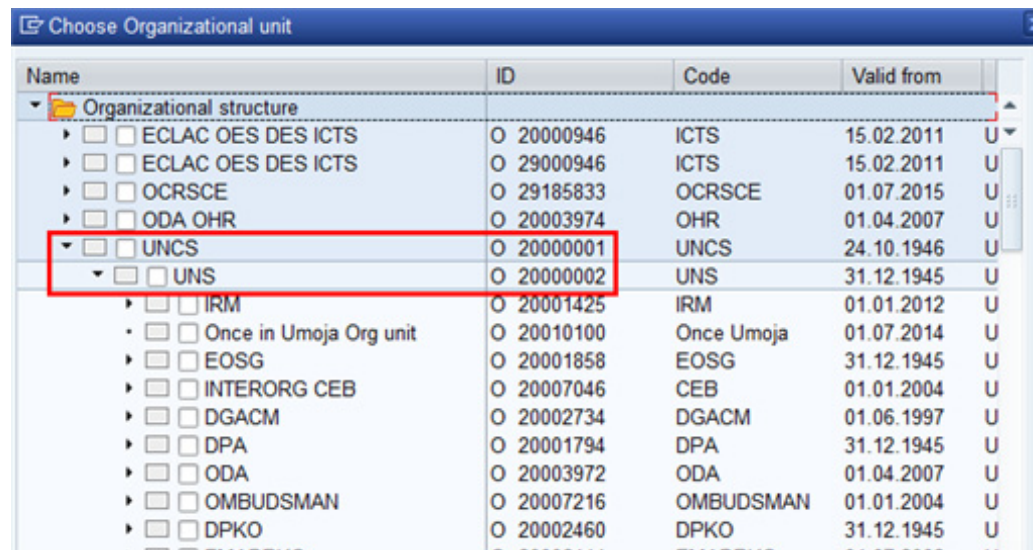 Choose Organizational unit
Name ID Code Valid from
Organizational structure
ECLAC OES DES ICTS O 20000946 ICTS 15.02.2011 U
ECLAC OES DES ICTS O 29000946 ICTS 15.02.2011 U
OCRSCE O 29185833 OCRSCE 01.07.2015 U
ODA OHR O 20003974 OHR 01.04.2007 U
UNCS O 20000001 UNCS 24.10.1946 U
UNS O 20000002 UNS 31.12.1945 U
IRM O 20001425 IRM 01.01.2012 U
Once in Umoja Org unit O 20010100 Once Umoja 01.07.2014 U
EOSG O 20001858 EOSG 31.12.1945 U
INTERORG CEB O 20007046 CEB 01.01.2004 U
DGACM O 20002734 DGACM 01.06.1997 U
DPA O 20001794 DPA 31.12.1945 U
ODA O 20003972 ODA 01.04.2007 U
OMBUDSMAN O 20007216 OMBUDSMAN 01.01.2004 U
DPKO O 20002460 DPKO 31.12.1945 U